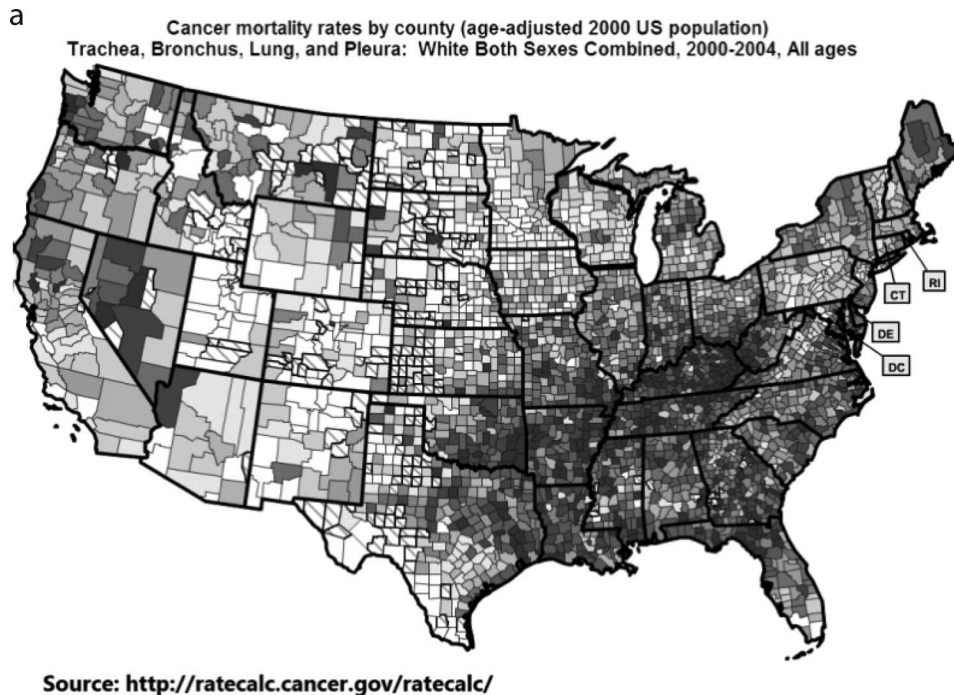 a
Cancer mortality rates by county (age-adjusted 2000 US population)
Trachea, Bronchus, Lung, and Pleura: White Both Sexes Combined, 2000-2004, All ages
RI
CT
DE
DC
Source: http://ratecalc.cancer.gov/ratecalc/